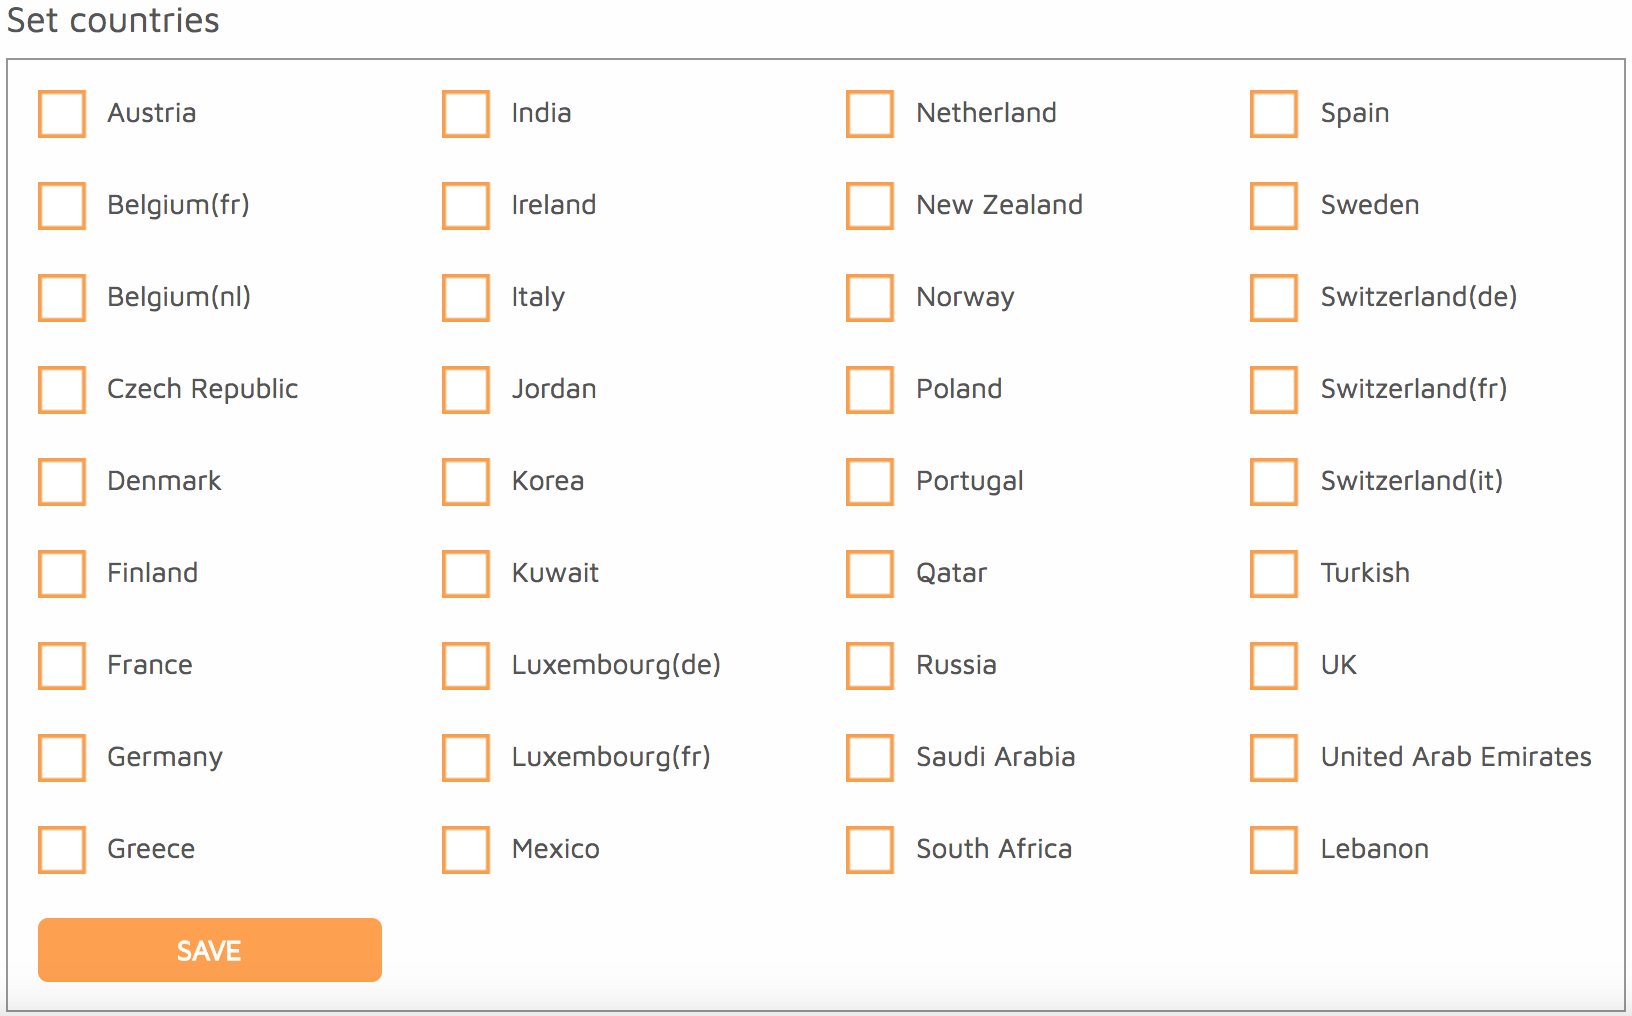 Set countries
Austria
India
Netherland
Spain
Belgium(fr)
Ireland
New Zealand
Sweden
Belgium(nl)
Italy
Norway
Switzerland(de)
Czech Republic
Jordan
Poland
Switzerland(fr)
Denmark
Korea
Portugal
Switzerland(it)
Finland
Kuwait
Qatar
Turkish
France
Luxembourg(de)
Russia
UK
Germany
Luxembourg(fr)
Saudi Arabia
United Arab Emirates
Greece
Mexico
South Africa
Lebanon
SAVE